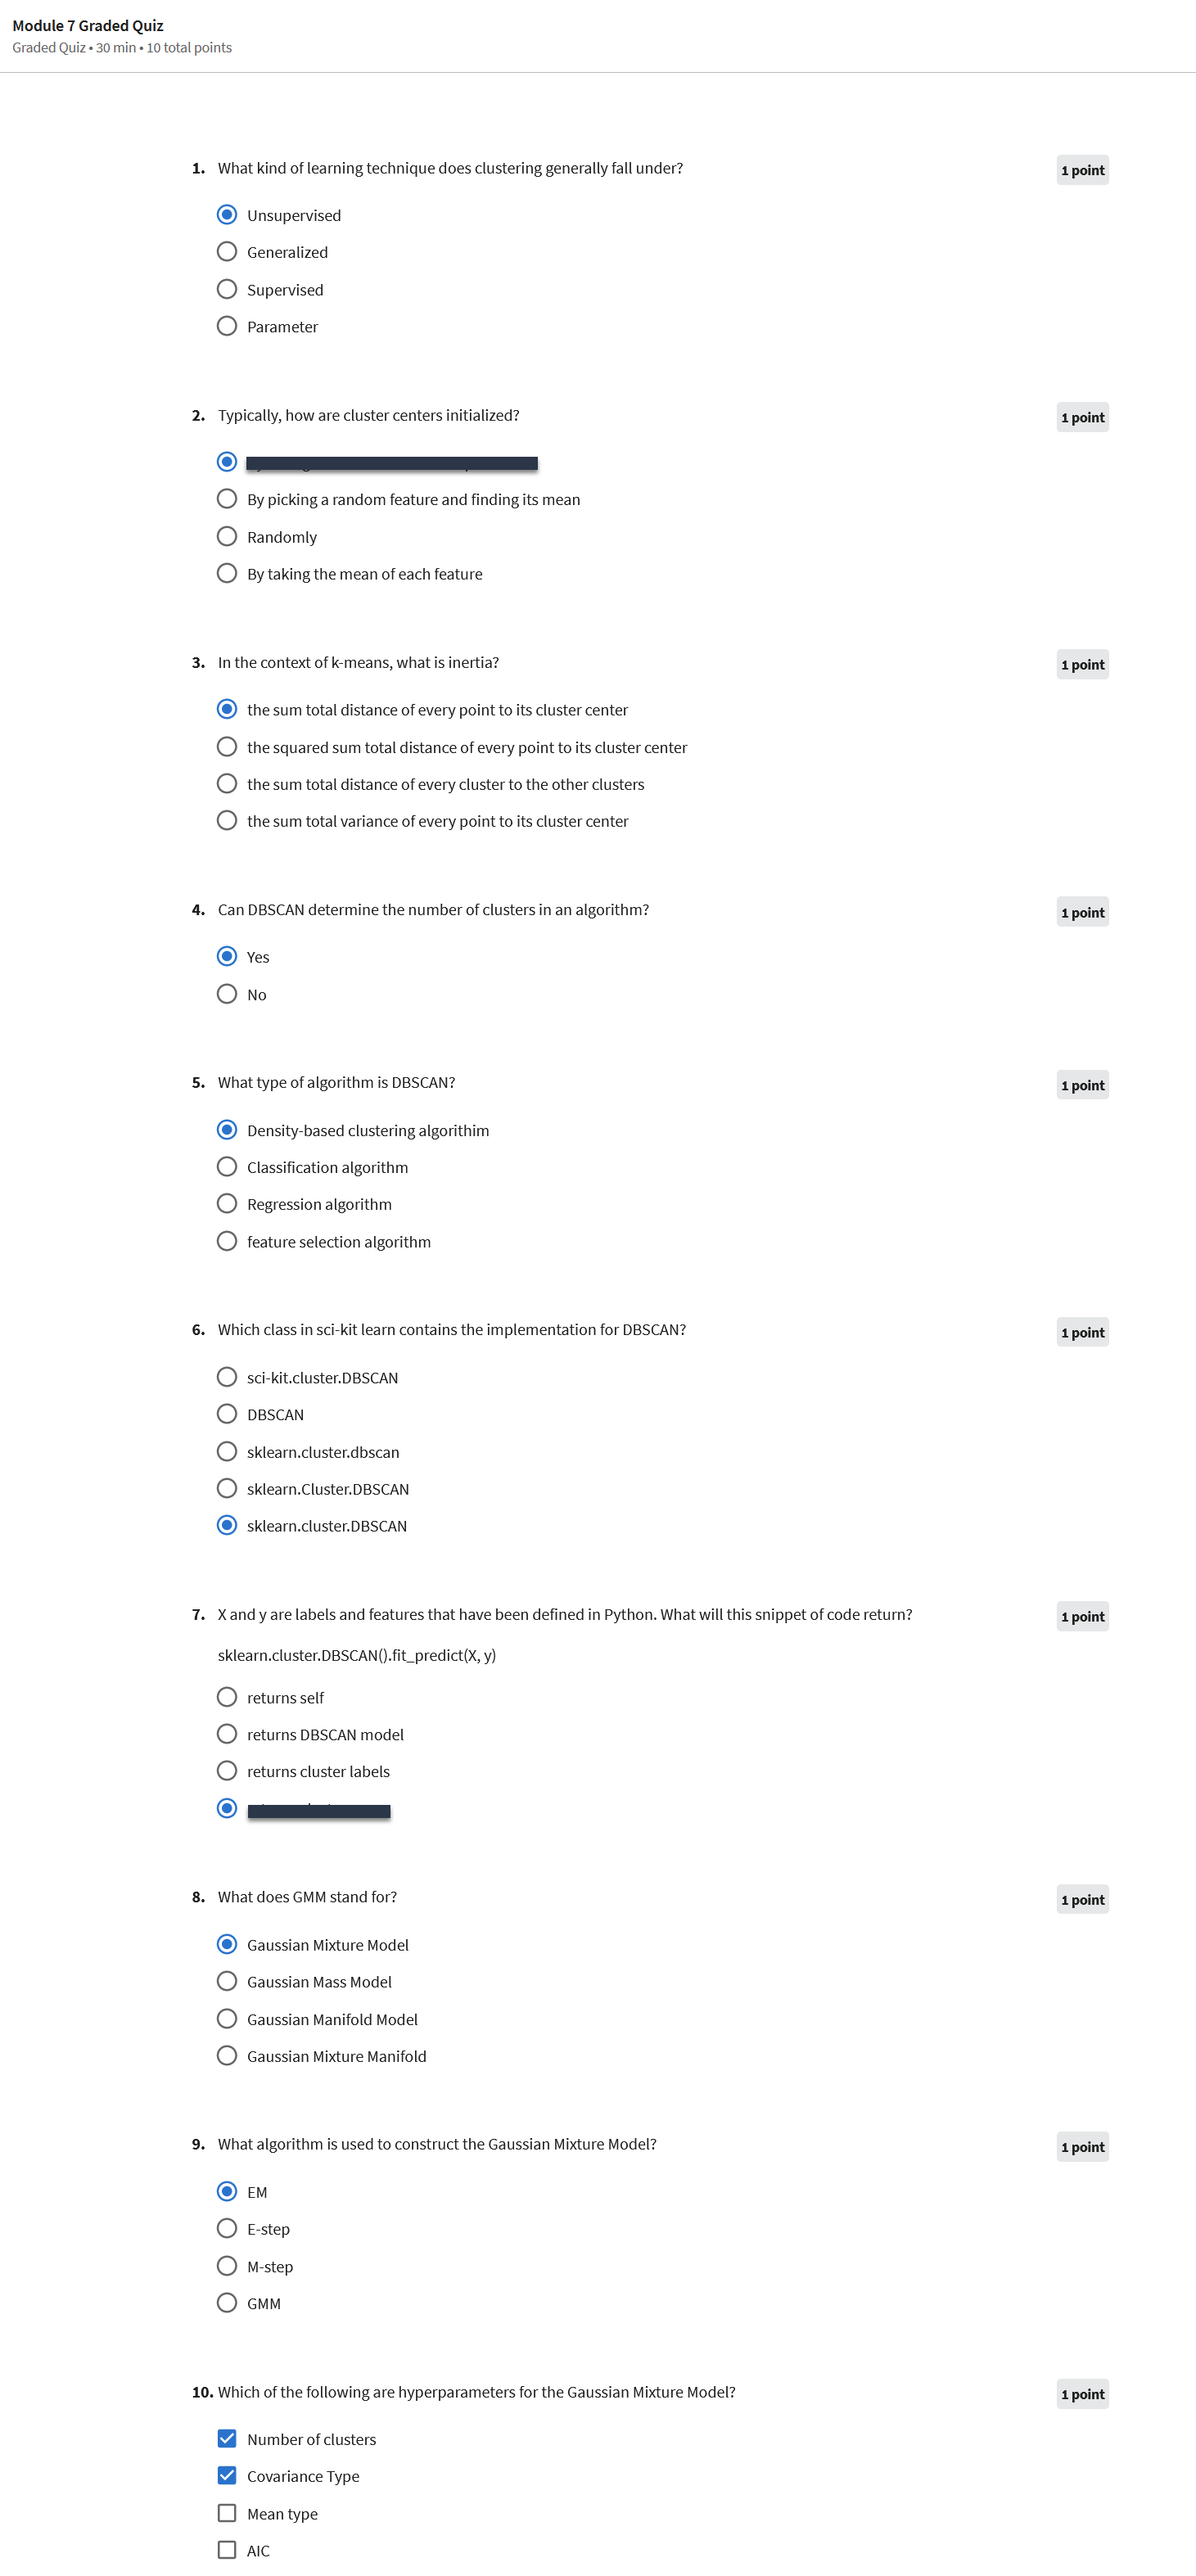 Module 7 Graded Quiz
Graded Quiz • 30 min • 10 total points
1. What kind of learning technique does clustering generally fall under?
1 point
Unsupervised
Generalized
Supervised
Parameter
2. Typically, how are cluster centers initialized?
1 point
By picking a random feature and finding its mean
Randomly
By taking the mean of each feature
3. In the context of k-means, what is inertia?
1 point
the sum total distance of every point to its cluster center
the squared sum total distance of every point to its cluster center
the sum total distance of every cluster to the other clusters
the sum total variance of every point to its cluster center
4. Can DBSCAN determine the number of clusters in an algorithm?
1 point
Yes
No
5. What type of algorithm is DBSCAN?
1 point
Density-based clustering algorithim
Classification algorithm
Regression algorithm
feature selection algorithm
6. Which class in sci-kit learn contains the implementation for DBSCAN?
1 point
sci-kit.cluster.DBSCAN
DBSCAN
sklearn.cluster.dbscan
sklearn.Cluster.DBSCAN
sklearn.cluster.DBSCAN
7. X and y are labels and features that have been defined in Python. What will this snippet of code return?
1 point
sklearn.cluster.DBSCAN().fit_predict(X, y)
returns self
returns DBSCAN model
returns cluster labels
8. What does GMM stand for?
1 point
Gaussian Mixture Model
Gaussian Mass Model
Gaussian Manifold Model
Gaussian Mixture Manifold
9. What algorithm is used to construct the Gaussian Mixture Model?
1 point
EM
E-step
M-step
GMM
10. Which of the following are hyperparameters for the Gaussian Mixture Model?
1 point
Number of clusters
Covariance Type
Mean type
AIC